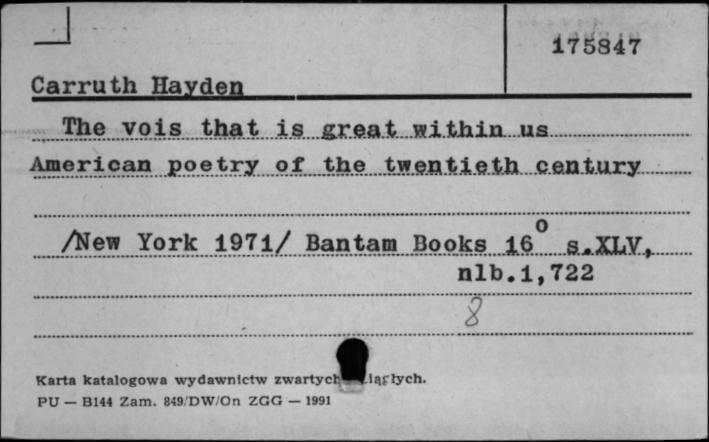 175847
Carruth Hayden
The vois that is great within us
American poetry of the twentieth century
/New York 1971/ Bantam Books 16⁰ s.XLV,
nlb.1,722
8
Karta katalogowa wydawnictw zwartych
PU — B144 Zam. 849/DW/On ZGG — 1991